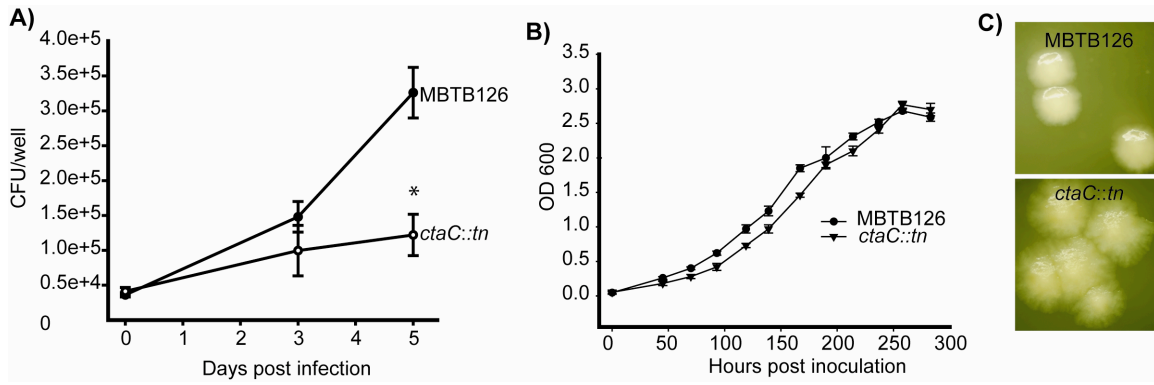 A)
4.0e+5
3.5e+5
3.0e+5
2.5e+5
2.0e+5
1.5e+5
1.0e+5
0.5e+4
0
CFU/well
MBTB126
*
ctaC::tn
0 1 2 3 4 5
Days post infection
B)
3.5
3.0
2.5
2.0
1.5
1.0
0.5
0.0
OD 600
MBTB126
ctaC::tn
0 50 100 150 200 250 300
Hours post inoculation
C)
MBTB126
ctaC::tn